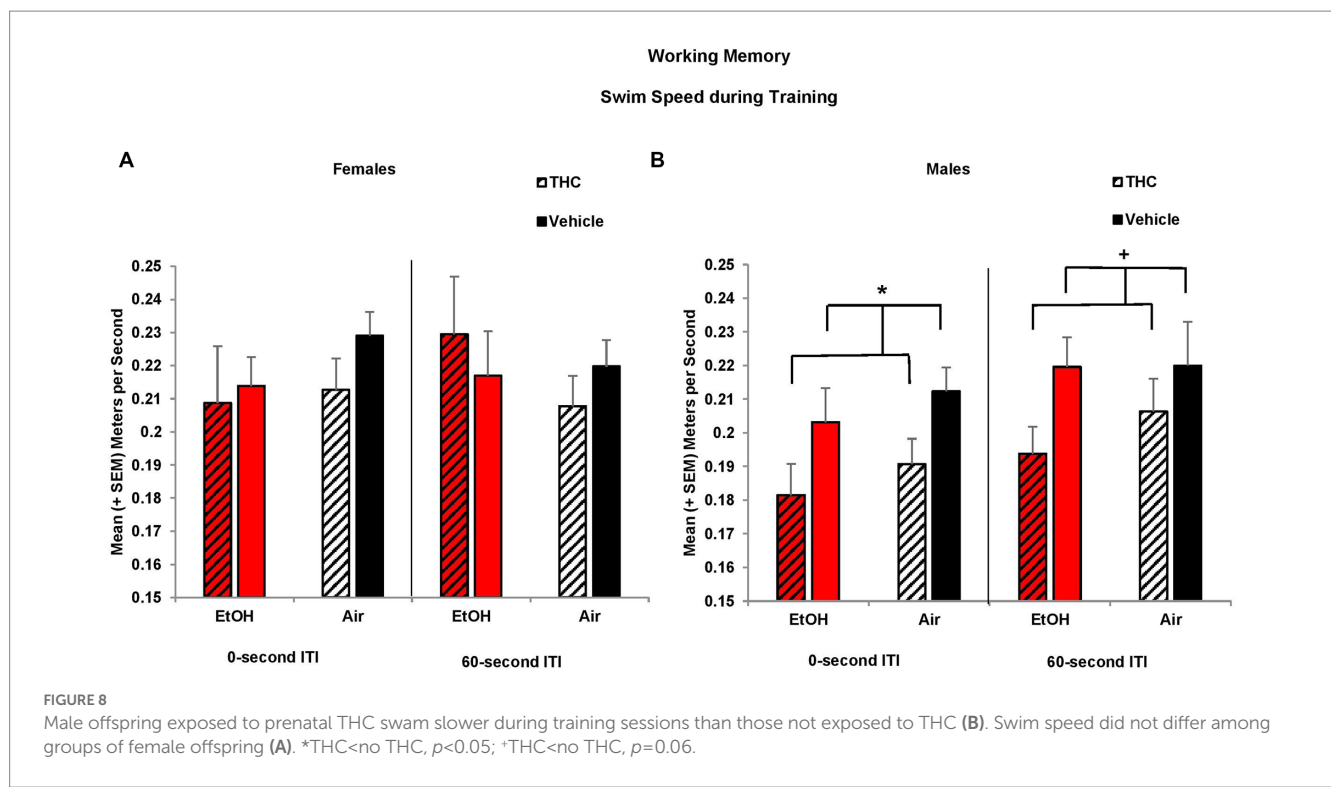 Working Memory
Swim Speed during Training
A
Females
THC
Vehicle
Mean (+ SEM) Meters per Second
0.25
0.24
0.23
0.22
0.21
0.2
0.19
0.18
0.17
0.16
0.15
EtOH
Air
EtOH
Air
0-second ITI
60-second ITI
B
Males
THC
Vehicle
Mean (+ SEM) Meters per Second
0.25
0.24
0.23
0.22
0.21
0.2
0.19
0.18
0.17
0.16
0.15
*
+
EtOH
Air
EtOH
Air
0-second ITI
60-second ITI
FIGURE 8
Male offspring exposed to prenatal THC swam slower during training sessions than those not exposed to THC (B). Swim speed did not differ among
groups of female offspring (A). *THC<no THC, p<0.05; +THC<no THC, p=0.06.